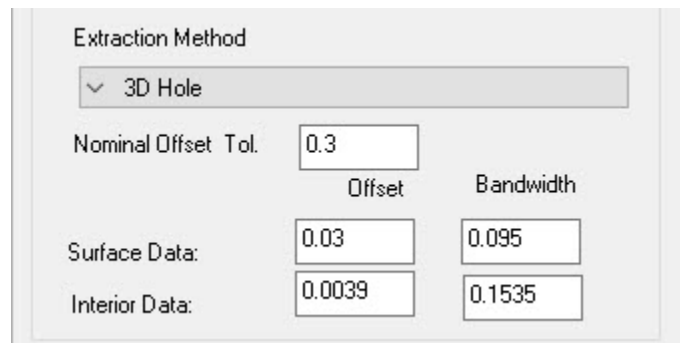 Extraction Method
3D Hole
Nominal Offset Tol. 0.3
Offset Bandwidth
Surface Data: 0.03 0.095
Interior Data: 0.0039 0.1535